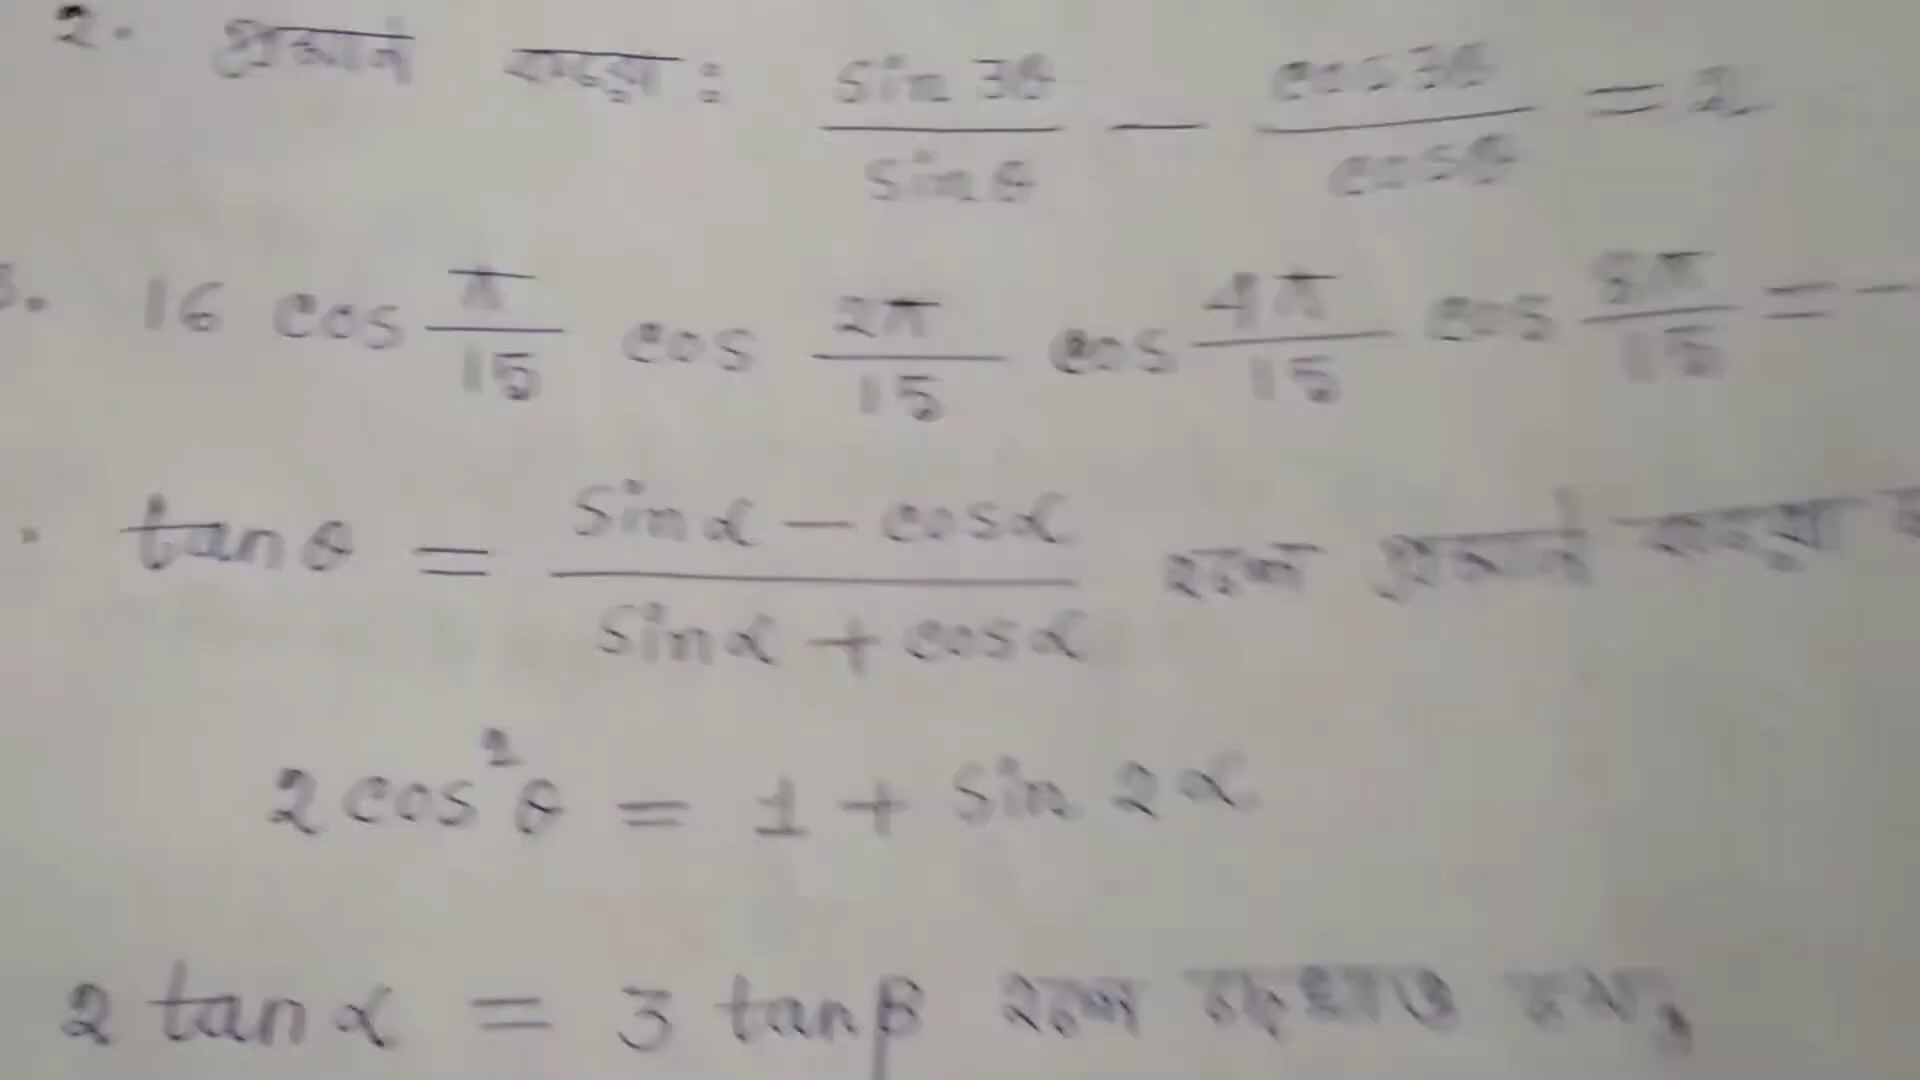 2. প্রমাণ করো: sin 3θ / sin θ − cos 3θ / cos θ = 2
3. 16 cos π/15 cos 2π/15 cos 4π/15 cos 8π/15 = −
. tan θ = (sin α − cos α) / (sin α + cos α) হলে প্রমাণ করো
2 cos² θ = 1 + sin 2α
2 tan α = 3 tan β হলে দেখাও যে,